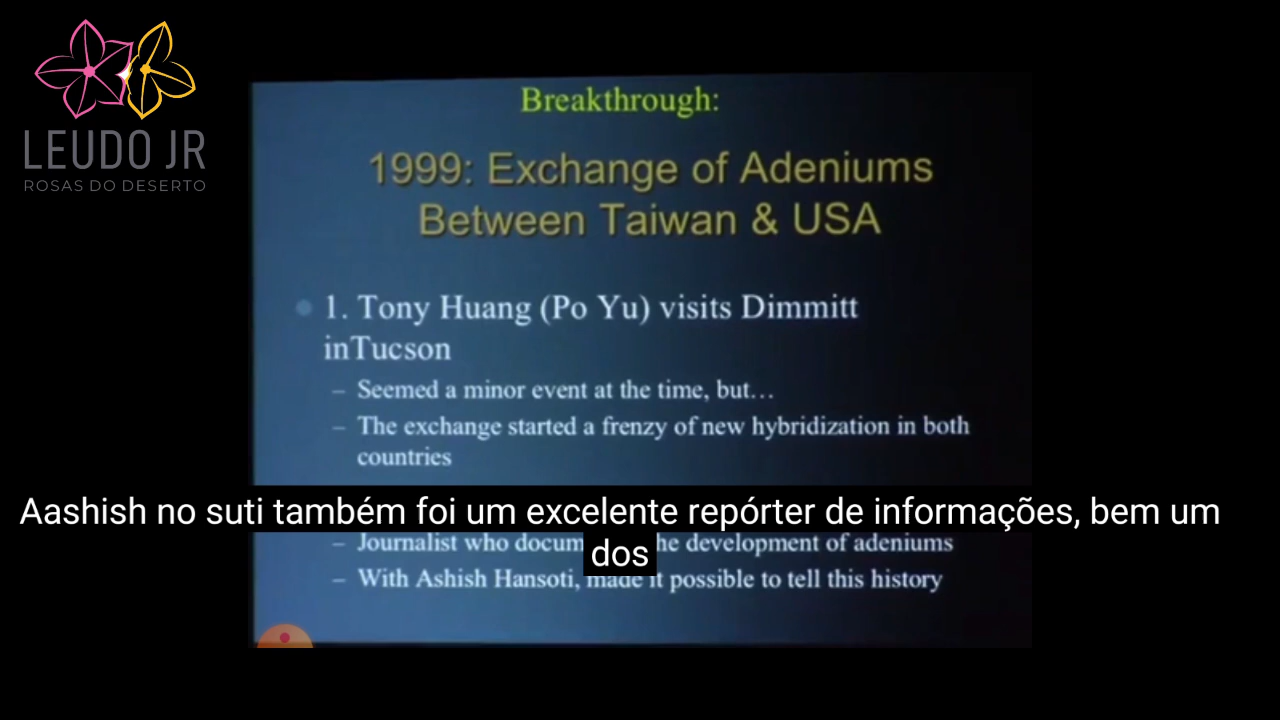 LEUDO JR
ROSAS DO DESERTO
Breakthrough:
1999: Exchange of Adeniums
Between Taiwan & USA
1. Tony Huang (Po Yu) visits Dimmitt
inTucson
– Seemed a minor event at the time, but…
– The exchange started a frenzy of new hybridization in both
countries
Aashish no suti também foi um excelente repórter de informações, bem um
dos
– Journalist who docum he development of adeniums
– With Ashish Hansoti, made it possible to tell this history